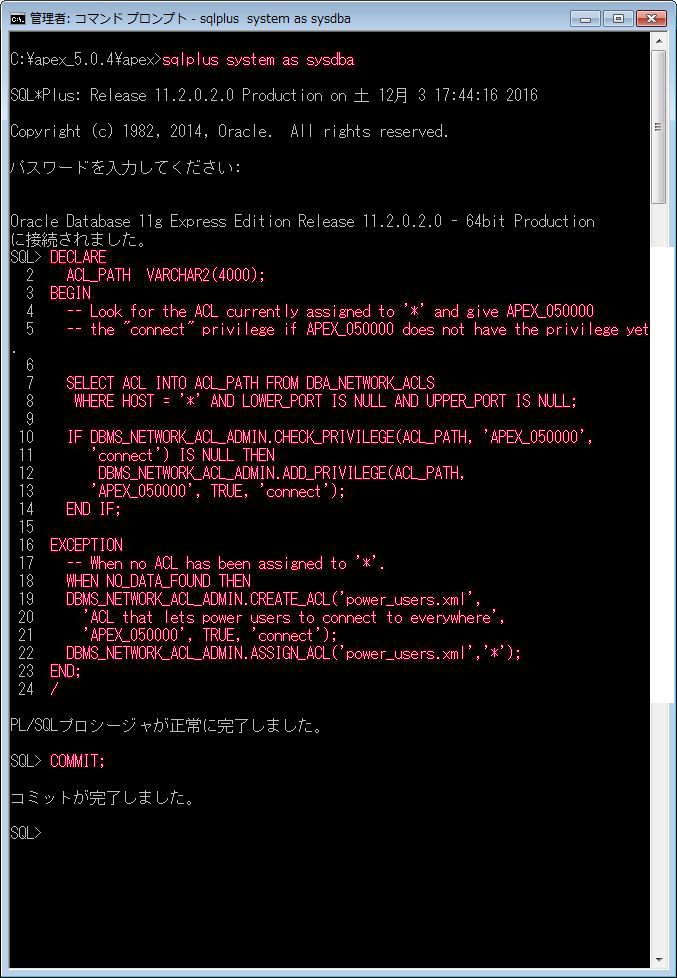 管理者: コマンド プロンプト - sqlplus  system as sysdba
C:¥apex_5.0.4¥apex>sqlplus system as sysdba
SQL*Plus: Release 11.2.0.2.0 Production on 土 12月 3 17:44:16 2016
Copyright (c) 1982, 2014, Oracle.  All rights reserved.
パスワードを入力してください:
Oracle Database 11g Express Edition Release 11.2.0.2.0 - 64bit Production
に接続されました。
SQL> DECLARE
  2    ACL_PATH  VARCHAR2(4000);
  3  BEGIN
  4    -- Look for the ACL currently assigned to '*' and give APEX_050000
  5    -- the "connect" privilege if APEX_050000 does not have the privilege yet
.
  6
  7    SELECT ACL INTO ACL_PATH FROM DBA_NETWORK_ACLS
  8     WHERE HOST = '*' AND LOWER_PORT IS NULL AND UPPER_PORT IS NULL;
  9
 10    IF DBMS_NETWORK_ACL_ADMIN.CHECK_PRIVILEGE(ACL_PATH, 'APEX_050000',
 11       'connect') IS NULL THEN
 12        DBMS_NETWORK_ACL_ADMIN.ADD_PRIVILEGE(ACL_PATH,
 13       'APEX_050000', TRUE, 'connect');
 14    END IF;
 15
 16  EXCEPTION
 17    -- When no ACL has been assigned to '*'.
 18    WHEN NO_DATA_FOUND THEN
 19    DBMS_NETWORK_ACL_ADMIN.CREATE_ACL('power_users.xml',
 20      'ACL that lets power users to connect to everywhere',
 21      'APEX_050000', TRUE, 'connect');
 22    DBMS_NETWORK_ACL_ADMIN.ASSIGN_ACL('power_users.xml','*');
 23  END;
 24  /
PL/SQLプロシージャが正常に完了しました。
SQL> COMMIT;
コミットが完了しました。
SQL>